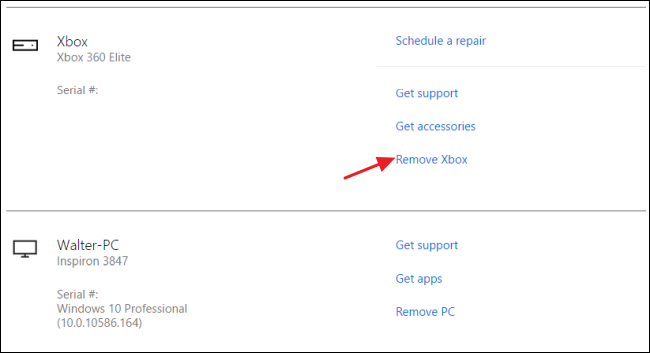 Xbox
Xbox 360 Elite
Serial #:
Schedule a repair
Get support
Get accessories
Remove Xbox
Walter-PC
Inspiron 3847
Serial #:
Windows 10 Professional
(10.0.10586.164)
Get support
Get apps
Remove PC